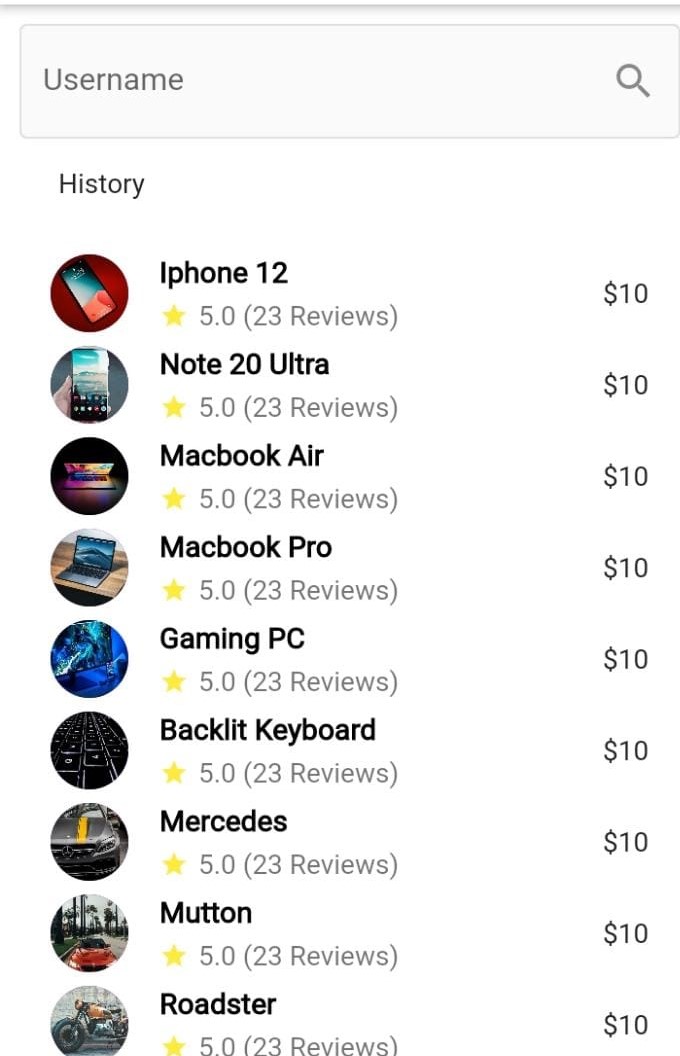 Username
History
Iphone 12
5.0 (23 Reviews)
$10
Note 20 Ultra
5.0 (23 Reviews)
$10
Macbook Air
5.0 (23 Reviews)
$10
Macbook Pro
5.0 (23 Reviews)
$10
Gaming PC
5.0 (23 Reviews)
$10
Backlit Keyboard
5.0 (23 Reviews)
$10
Mercedes
5.0 (23 Reviews)
$10
Mutton
5.0 (23 Reviews)
$10
Roadster
5.0 (23 Reviews)
$10